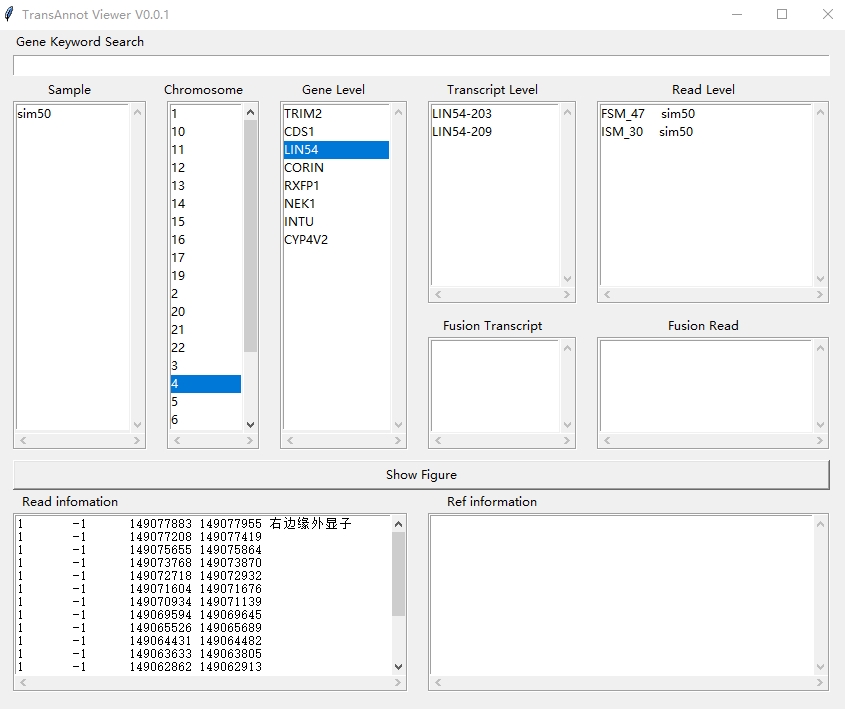 TransAnnot Viewer V0.0.1
Gene Keyword Search
Sample
sim50
Chromosome
1
10
11
12
13
14
15
16
17
19
2
20
21
22
3
4
5
6
Gene Level
TRIM2
CDS1
LIN54
CORIN
RXFP1
NEK1
INTU
CYP4V2
Transcript Level
LIN54-203
LIN54-209
Read Level
FSM_47 sim50
ISM_30 sim50
Fusion Transcript
Fusion Read
Show Figure
Read infomation
1 -1 149077883 149077955 右边缘外显子
1 -1 149077208 149077419
1 -1 149075655 149075864
1 -1 149073768 149073870
1 -1 149072718 149072932
1 -1 149071604 149071676
1 -1 149070934 149071139
1 -1 149069594 149069645
1 -1 149065526 149065689
1 -1 149064431 149064482
1 -1 149063633 149063805
1 -1 149062862 149062913
Ref information